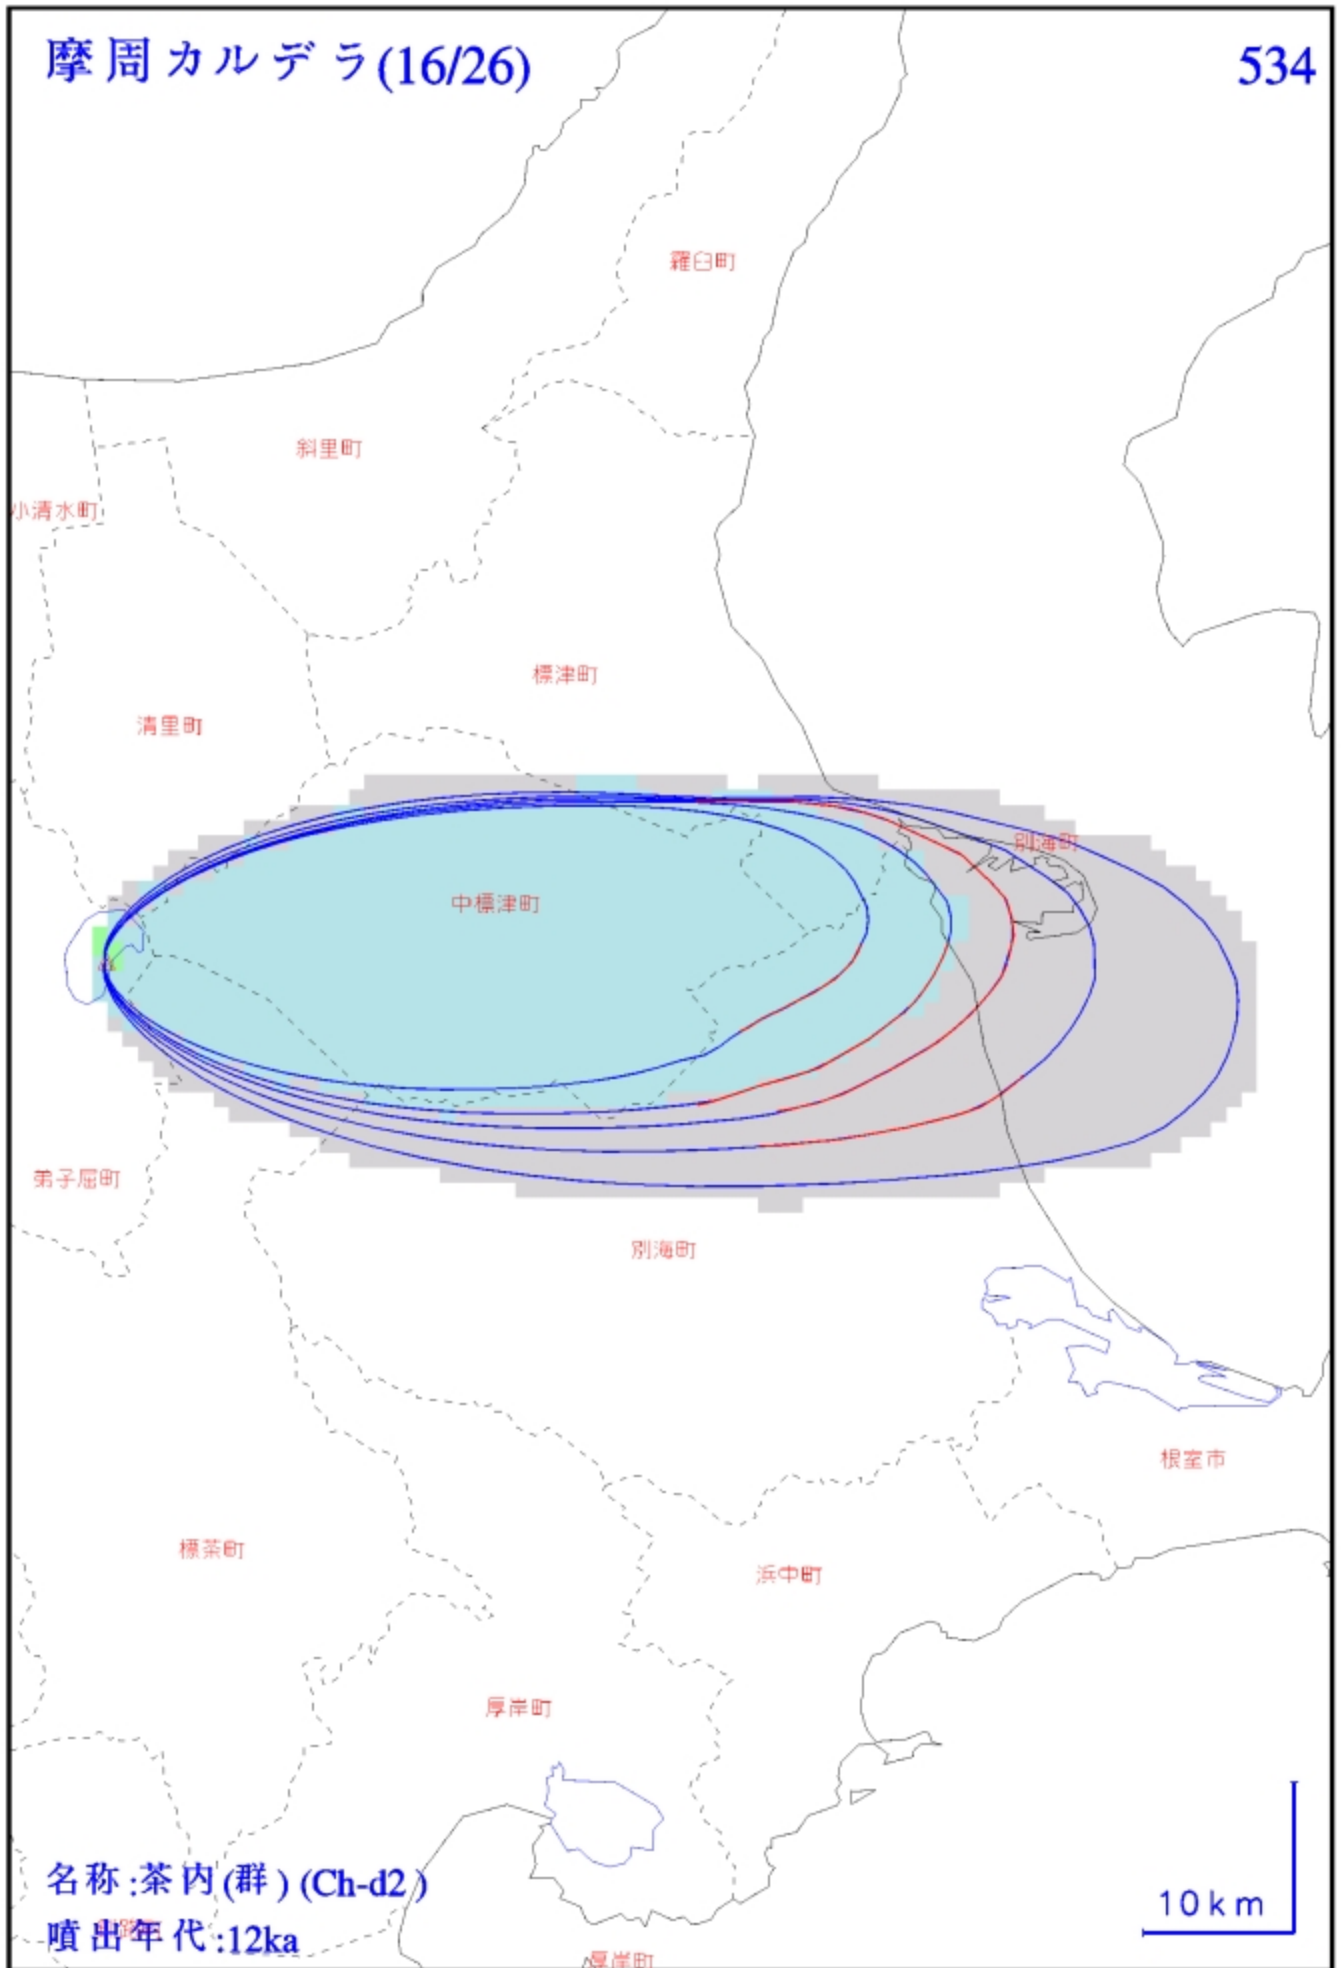 摩周カルデラ(16/26)
534
羅臼町
斜里町
小清水町
標津町
清里町
別海町
中標津町
弟子屈町
別海町
根室市
標茶町
浜中町
厚岸町
名称:茶内(群)(Ch-d2)
10km
噴出年代:12ka
厚岸町